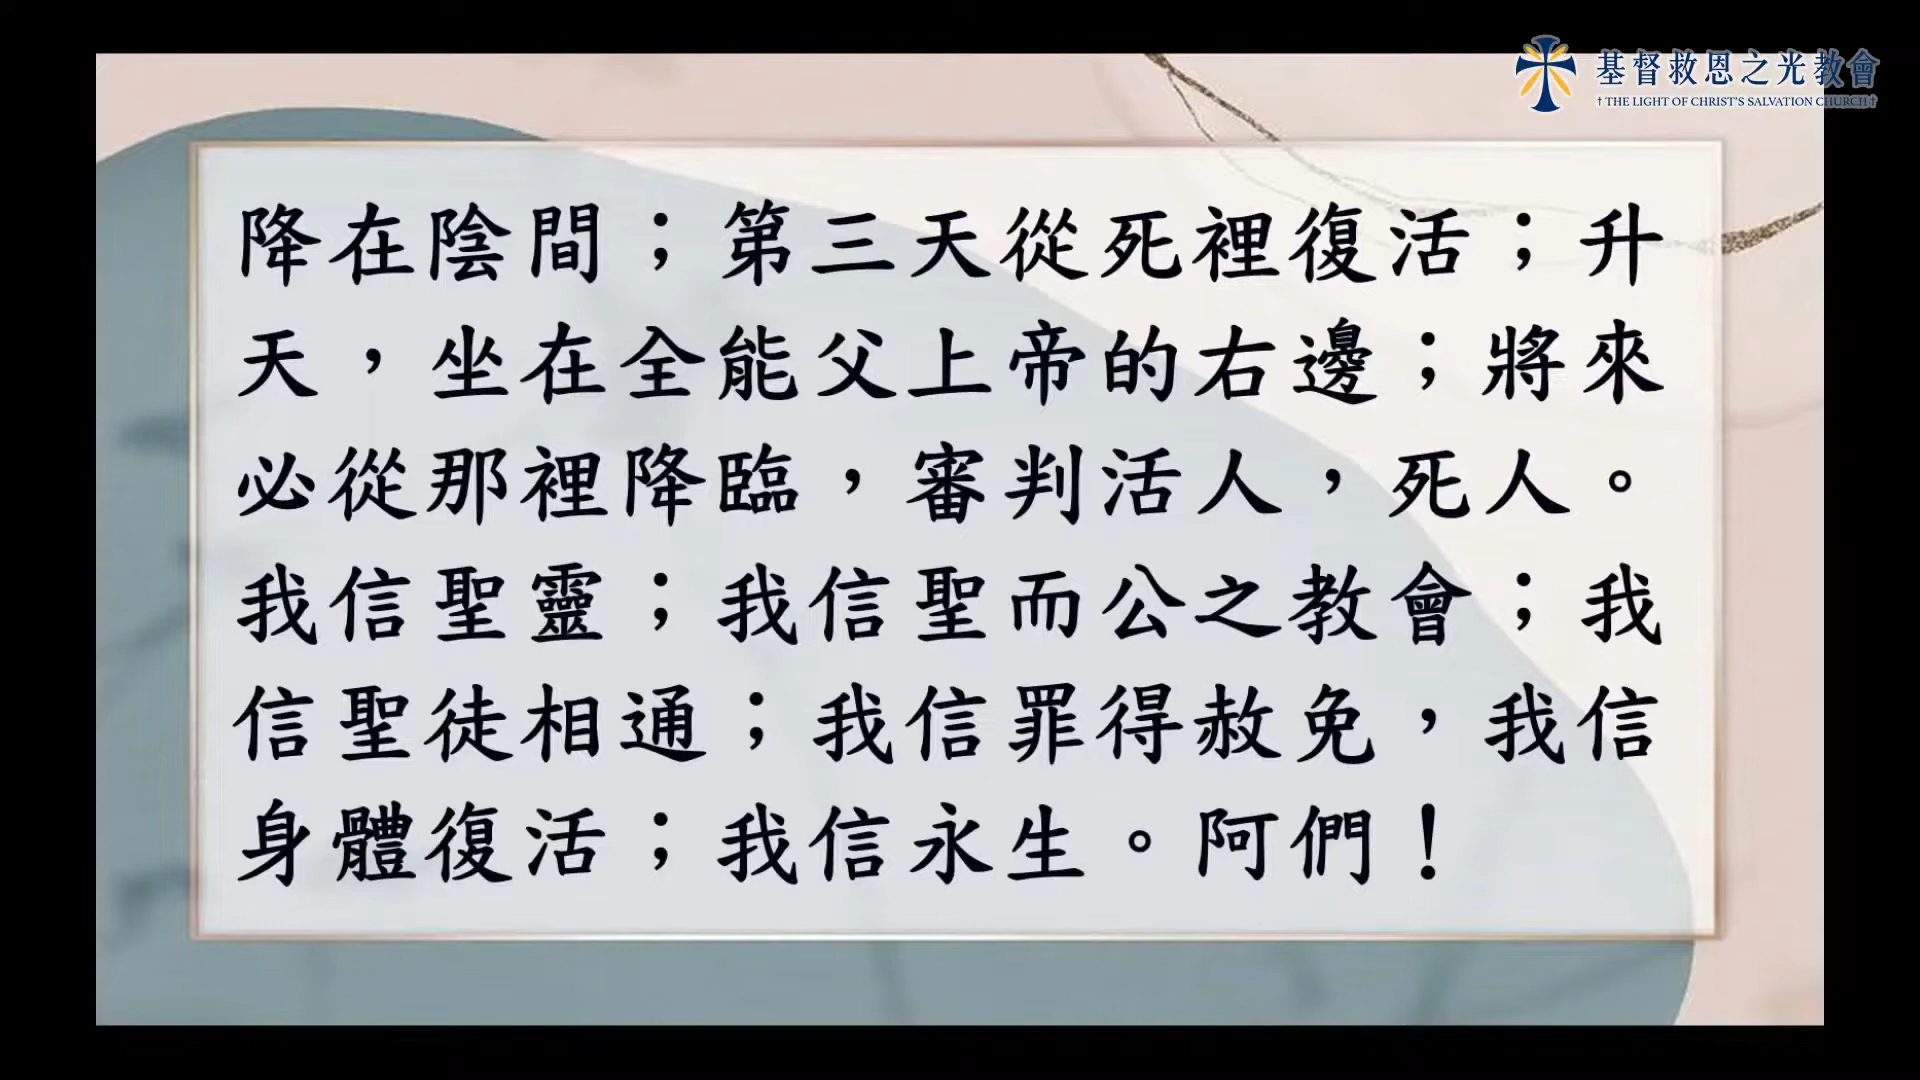 基督救恩之光教會
†THE LIGHT OF CHRIST'S SALVATION CHURCH†
降在陰間；第三天從死裡復活；升
天，坐在全能父上帝的右邊；將來
必從那裡降臨，審判活人，死人。
我信聖靈；我信聖而公之教會；我
信聖徒相通；我信罪得赦免，我信
身體復活；我信永生。阿們！